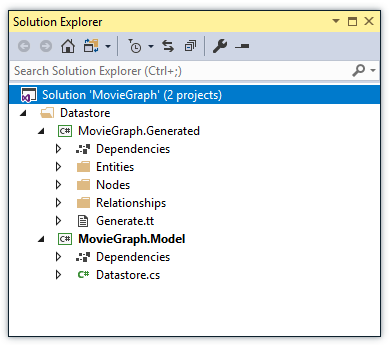 Solution Explorer
Search Solution Explorer (Ctrl+;)
Solution 'MovieGraph' (2 projects)
Datastore
C# MovieGraph.Generated
Dependencies
Entities
Nodes
Relationships
Generate.tt
C# MovieGraph.Model
Dependencies
C# Datastore.cs